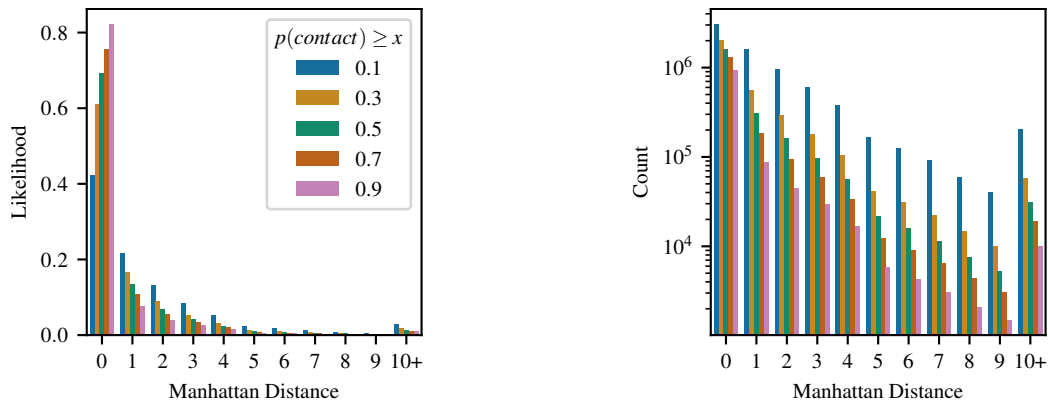 0.8
0.6
0.4
0.2
0.0
Likelihood
0 1 2 3 4 5 6 7 8 9 10+
Manhattan Distance
p(contact) ≥ x
0.1
0.3
0.5
0.7
0.9
10⁶
10⁵
10⁴
Count
0 1 2 3 4 5 6 7 8 9 10+
Manhattan Distance